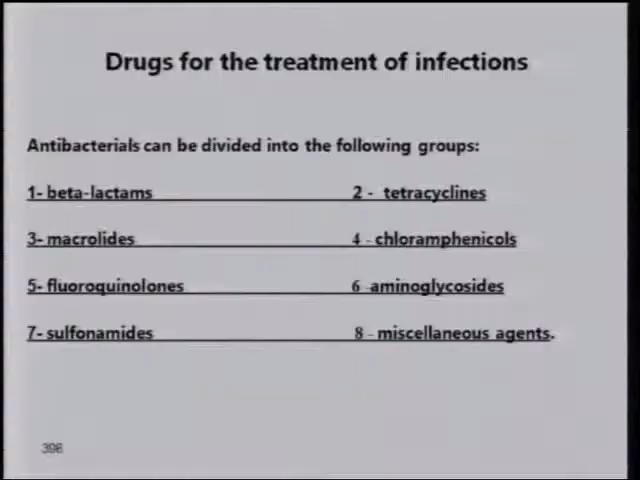 Drugs for the treatment of infections
Antibacterials can be divided into the following groups:
1- beta-lactams 2 - tetracyclines
3- macrolides 4 - chloramphenicols
5- fluoroquinolones 6 -aminoglycosides
7- sulfonamides 8 - miscellaneous agents.
396